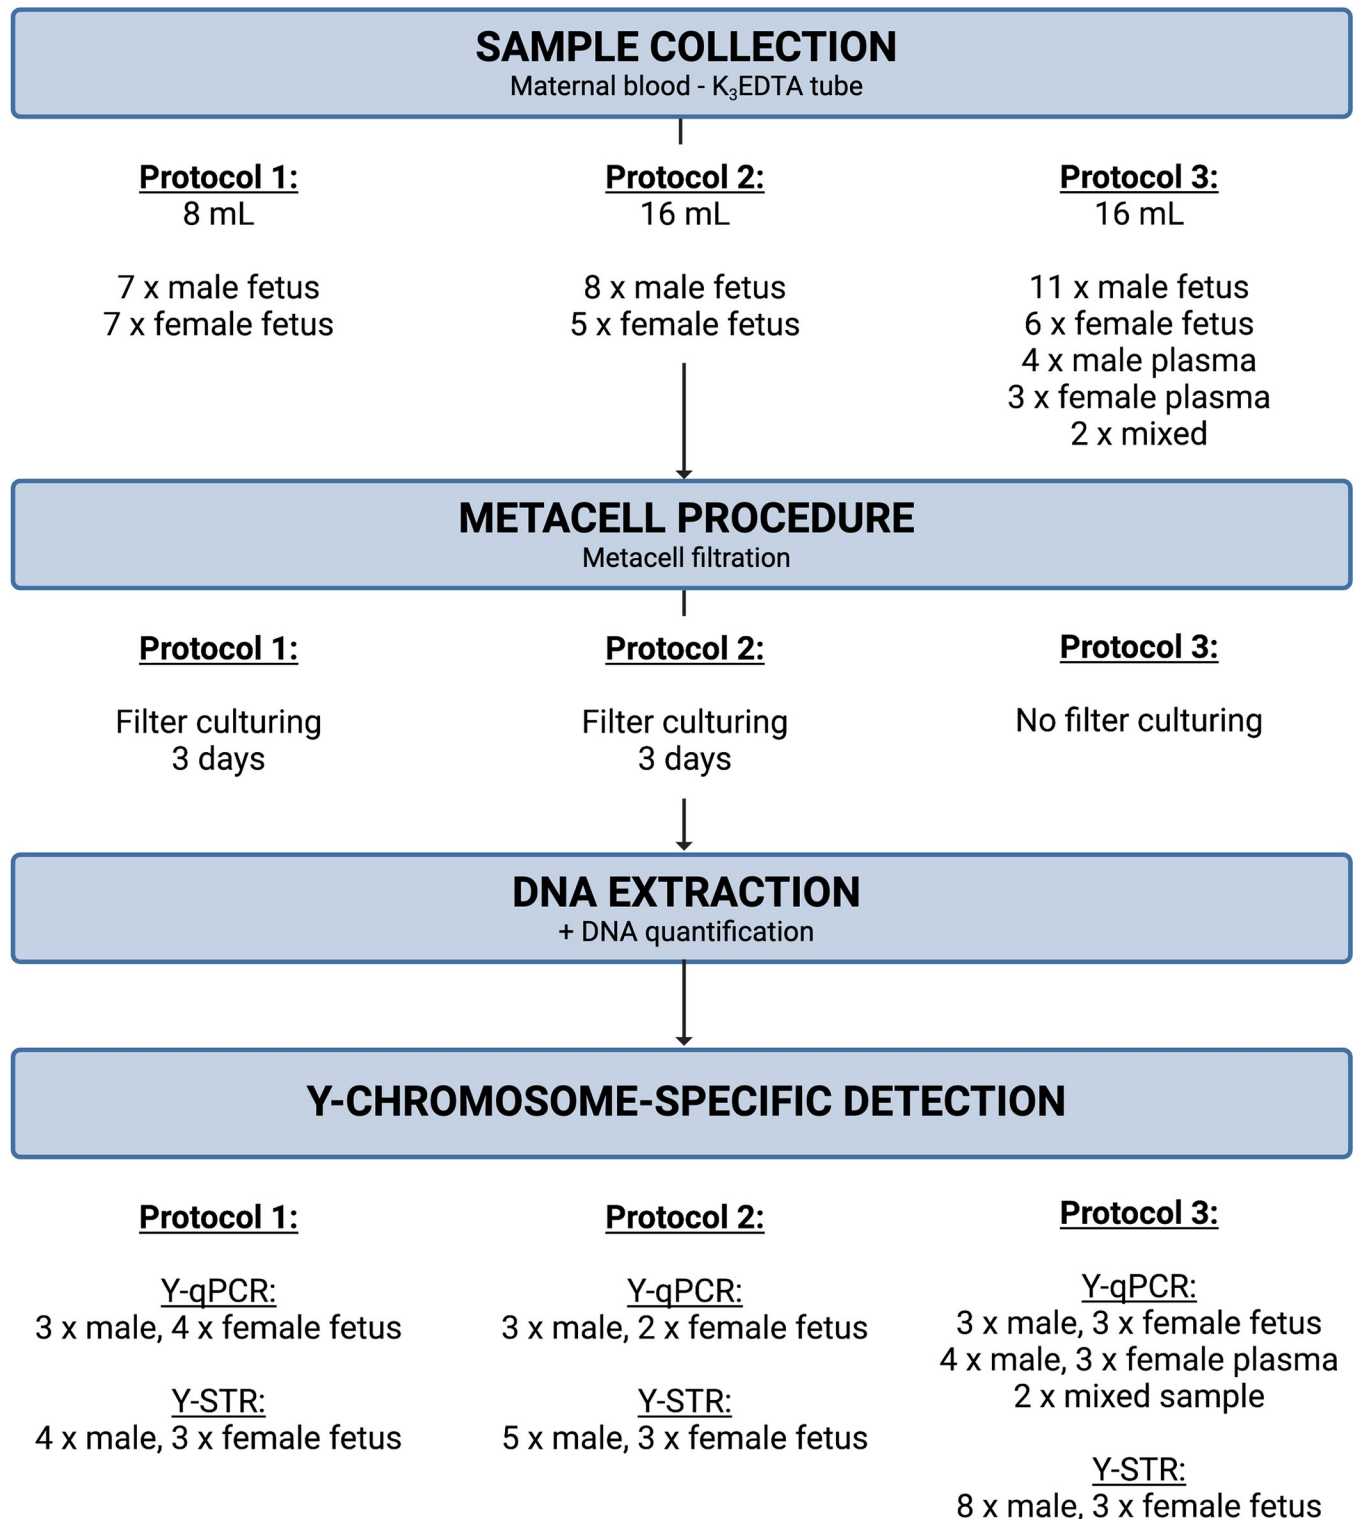 SAMPLE COLLECTION
Maternal blood - K₃EDTA tube
Protocol 1:
8 mL
7 x male fetus
7 x female fetus
Protocol 2:
16 mL
8 x male fetus
5 x female fetus
Protocol 3:
16 mL
11 x male fetus
6 x female fetus
4 x male plasma
3 x female plasma
2 x mixed
METACELL PROCEDURE
Metacell filtration
Protocol 1:
Filter culturing
3 days
Protocol 2:
Filter culturing
3 days
Protocol 3:
No filter culturing
DNA EXTRACTION
+ DNA quantification
Y-CHROMOSOME-SPECIFIC DETECTION
Protocol 1:
Y-qPCR:
3 x male, 4 x female fetus
Y-STR:
4 x male, 3 x female fetus
Protocol 2:
Y-qPCR:
3 x male, 2 x female fetus
Y-STR:
5 x male, 3 x female fetus
Protocol 3:
Y-qPCR:
3 x male, 3 x female fetus
4 x male, 3 x female plasma
2 x mixed sample
Y-STR:
8 x male, 3 x female fetus